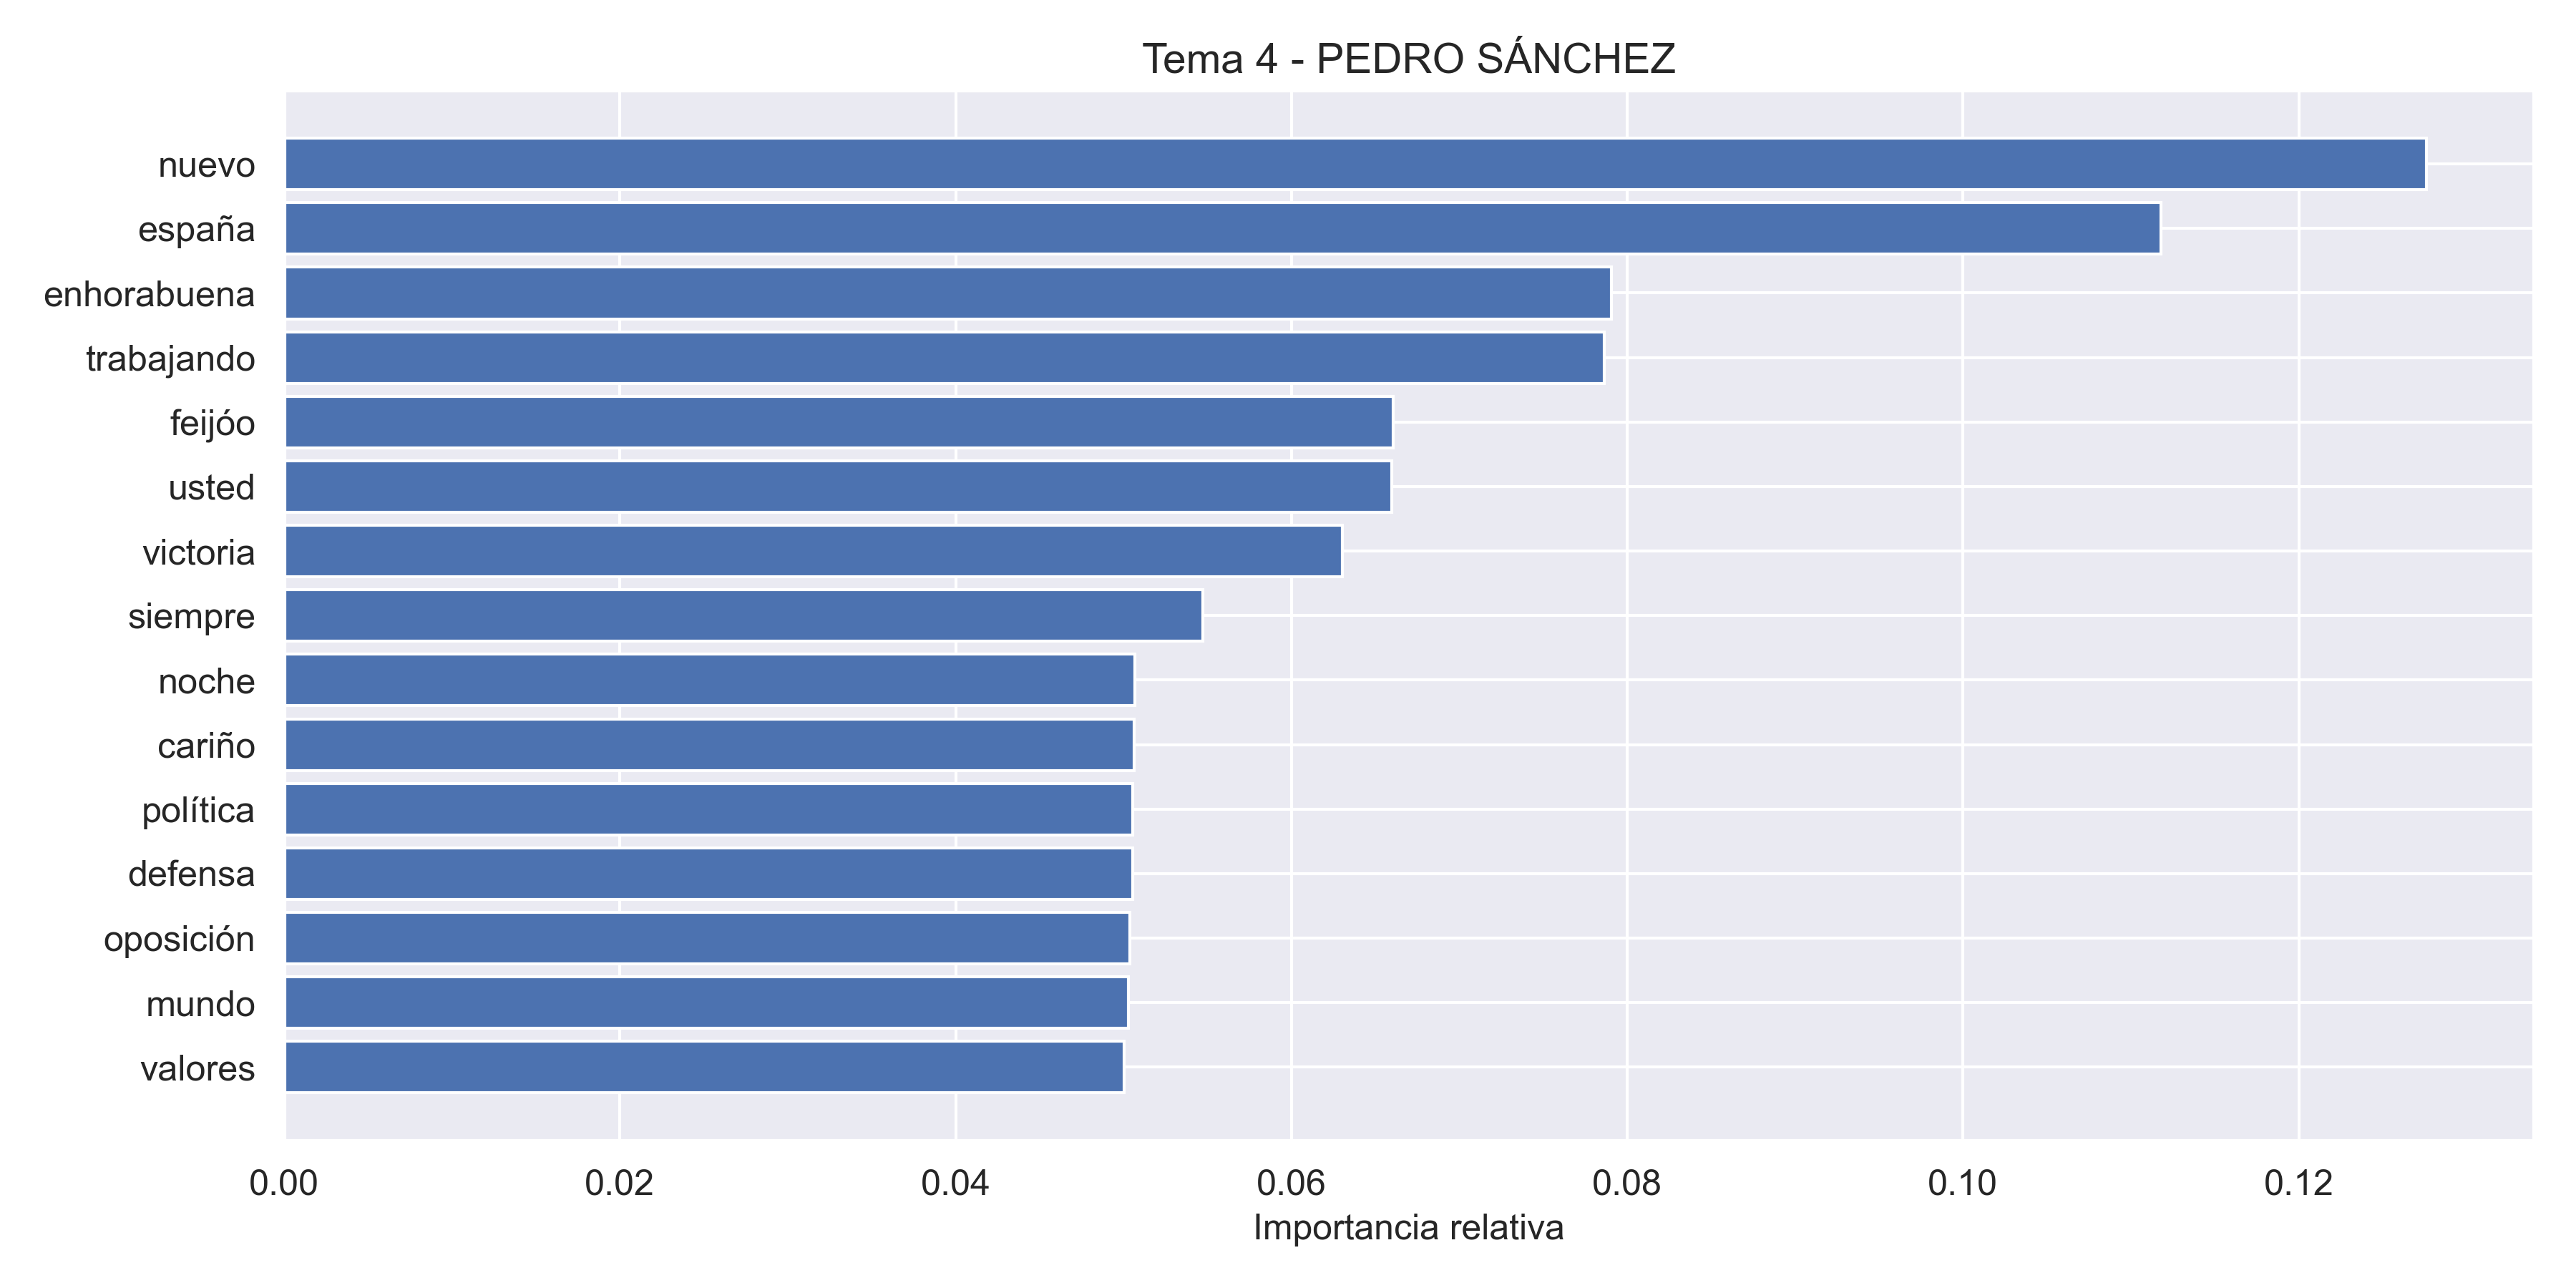 Tema 4 - PEDRO SÁNCHEZ
nuevo
españa
enhorabuena
trabajando
feijóo
usted
victoria
siempre
noche
cariño
política
defensa
oposición
mundo
valores
0.00 0.02 0.04 0.06 0.08 0.10 0.12
Importancia relativa